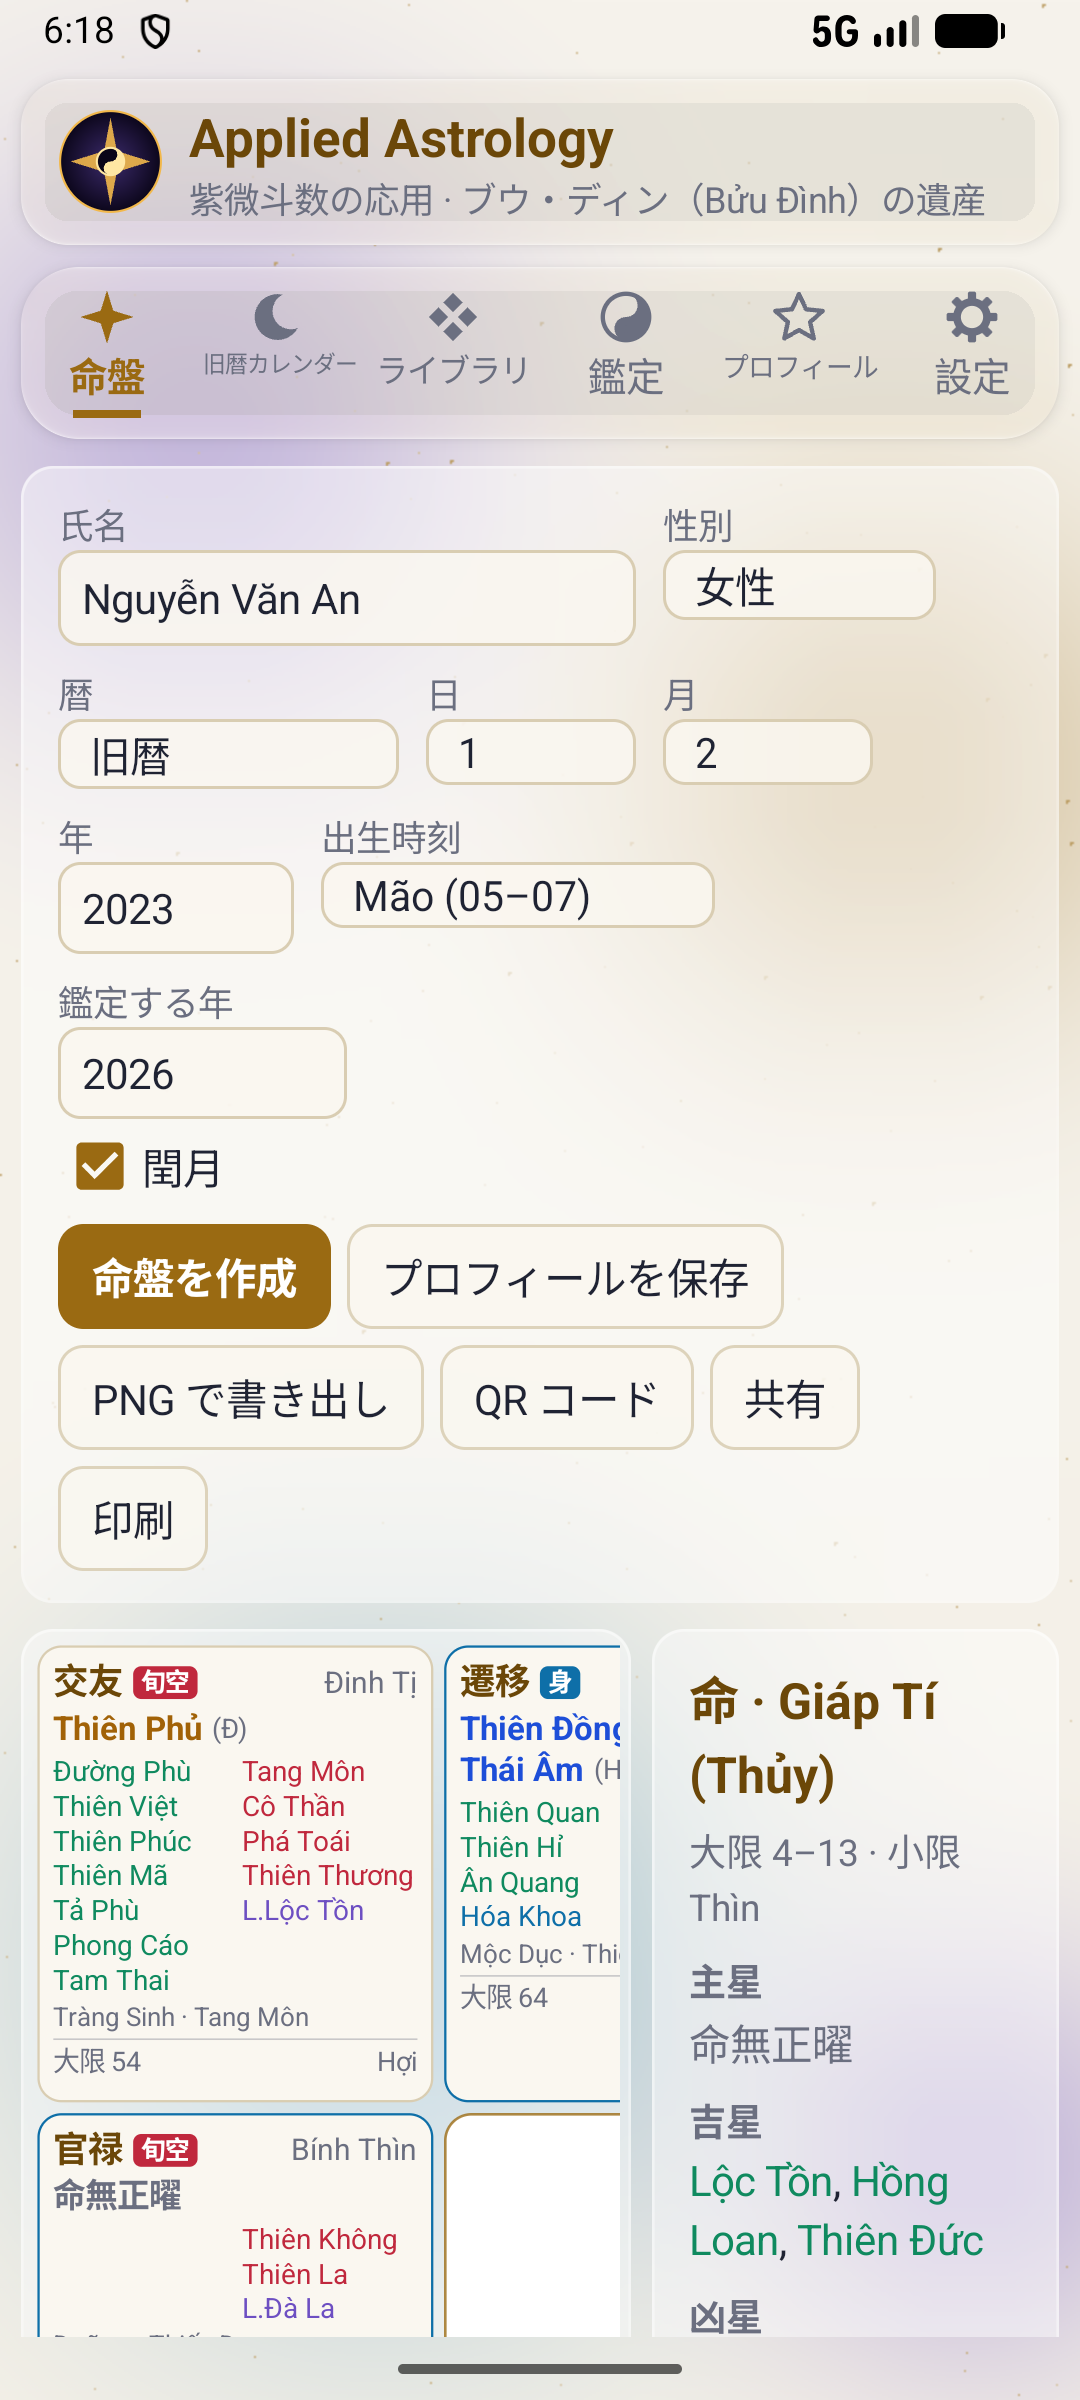 6:18
5G
Applied Astrology
紫微斗数の応用 · ブウ・ディン（Bửu Đình）の遺産
命盤
旧暦カレンダー
ライブラリ
鑑定
プロフィール
設定
氏名
性別
Nguyễn Văn An
女性
暦
日
月
旧暦
1
2
年
出生時刻
2023
Mão (05–07)
鑑定する年
2026
閏月
命盤を作成
プロフィールを保存
PNG で書き出し
QR コード
共有
印刷
交友 旬空 Đinh Tị
Thiên Phủ (Đ)
Đường Phù Tang Môn
Thiên Việt Cô Thần
Thiên Phúc Phá Toái
Thiên Mã Thiên Thương
Tả Phù L.Lộc Tồn
Phong Cáo
Tam Thai
Tràng Sinh · Tang Môn
大限 54 Hợi
遷移 身
Thiên Đồng
Thái Âm (H
Thiên Quan
Thiên Hỉ
Ân Quang
Hóa Khoa
Mộc Dục · Thi
大限 64
官禄 旬空 Bính Thìn
命無正曜
Thiên Không
Thiên La
L.Đà La
命 · Giáp Tí
(Thủy)
大限 4–13 · 小限
Thìn
主星
命無正曜
吉星
Lộc Tồn, Hồng
Loan, Thiên Đức
凶星